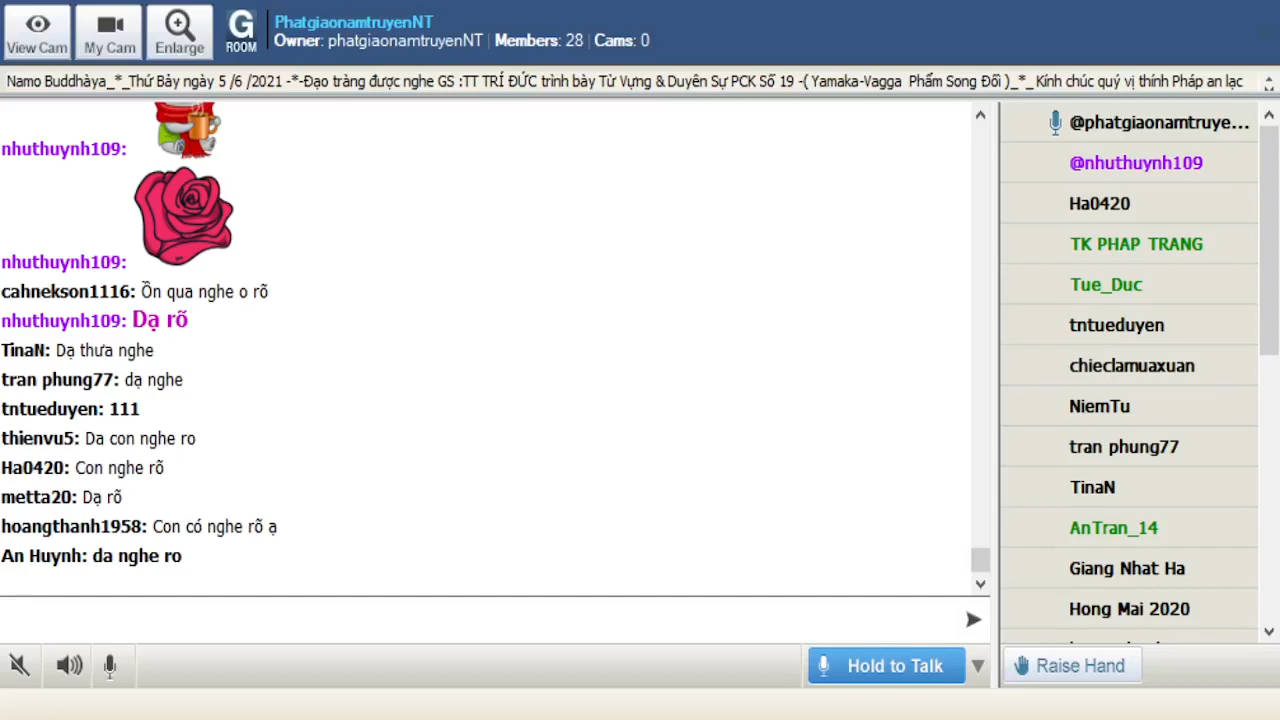 View Cam
My Cam
Enlarge
G
ROOM
PhatgiaonamtruyenNT
Owner: phatgiaonamtruyenNT | Members: 28 | Cams: 0
Namo Buddhàya_*_Thứ Bảy ngày 5 /6 /2021 -*-Đạo tràng được nghe GS :TT TRÍ ĐỨC trình bày Từ Vựng & Duyên Sự PCK Số 19 -( Yamaka-Vagga Phẩm Song Đối )_*_Kính chúc quý vị thính Pháp an lạc
nhuthuynh109:
nhuthuynh109:
cahnekson1116: Ồn qua nghe o rõ
nhuthuynh109: Dạ rõ
TinaN: Dạ thưa nghe
tran phung77: dạ nghe
tntueduyen: 111
thienvu5: Da con nghe ro
Ha0420: Con nghe rõ
metta20: Dạ rõ
hoangthanh1958: Con có nghe rõ ạ
An Huynh: da nghe ro
Hold to Talk
@phatgiaonamtruye...
@nhuthuynh109
Ha0420
TK PHAP TRANG
Tue_Duc
tntueduyen
chieclamuaxuan
NiemTu
tran phung77
TinaN
AnTran_14
Giang Nhat Ha
Hong Mai 2020
Raise Hand